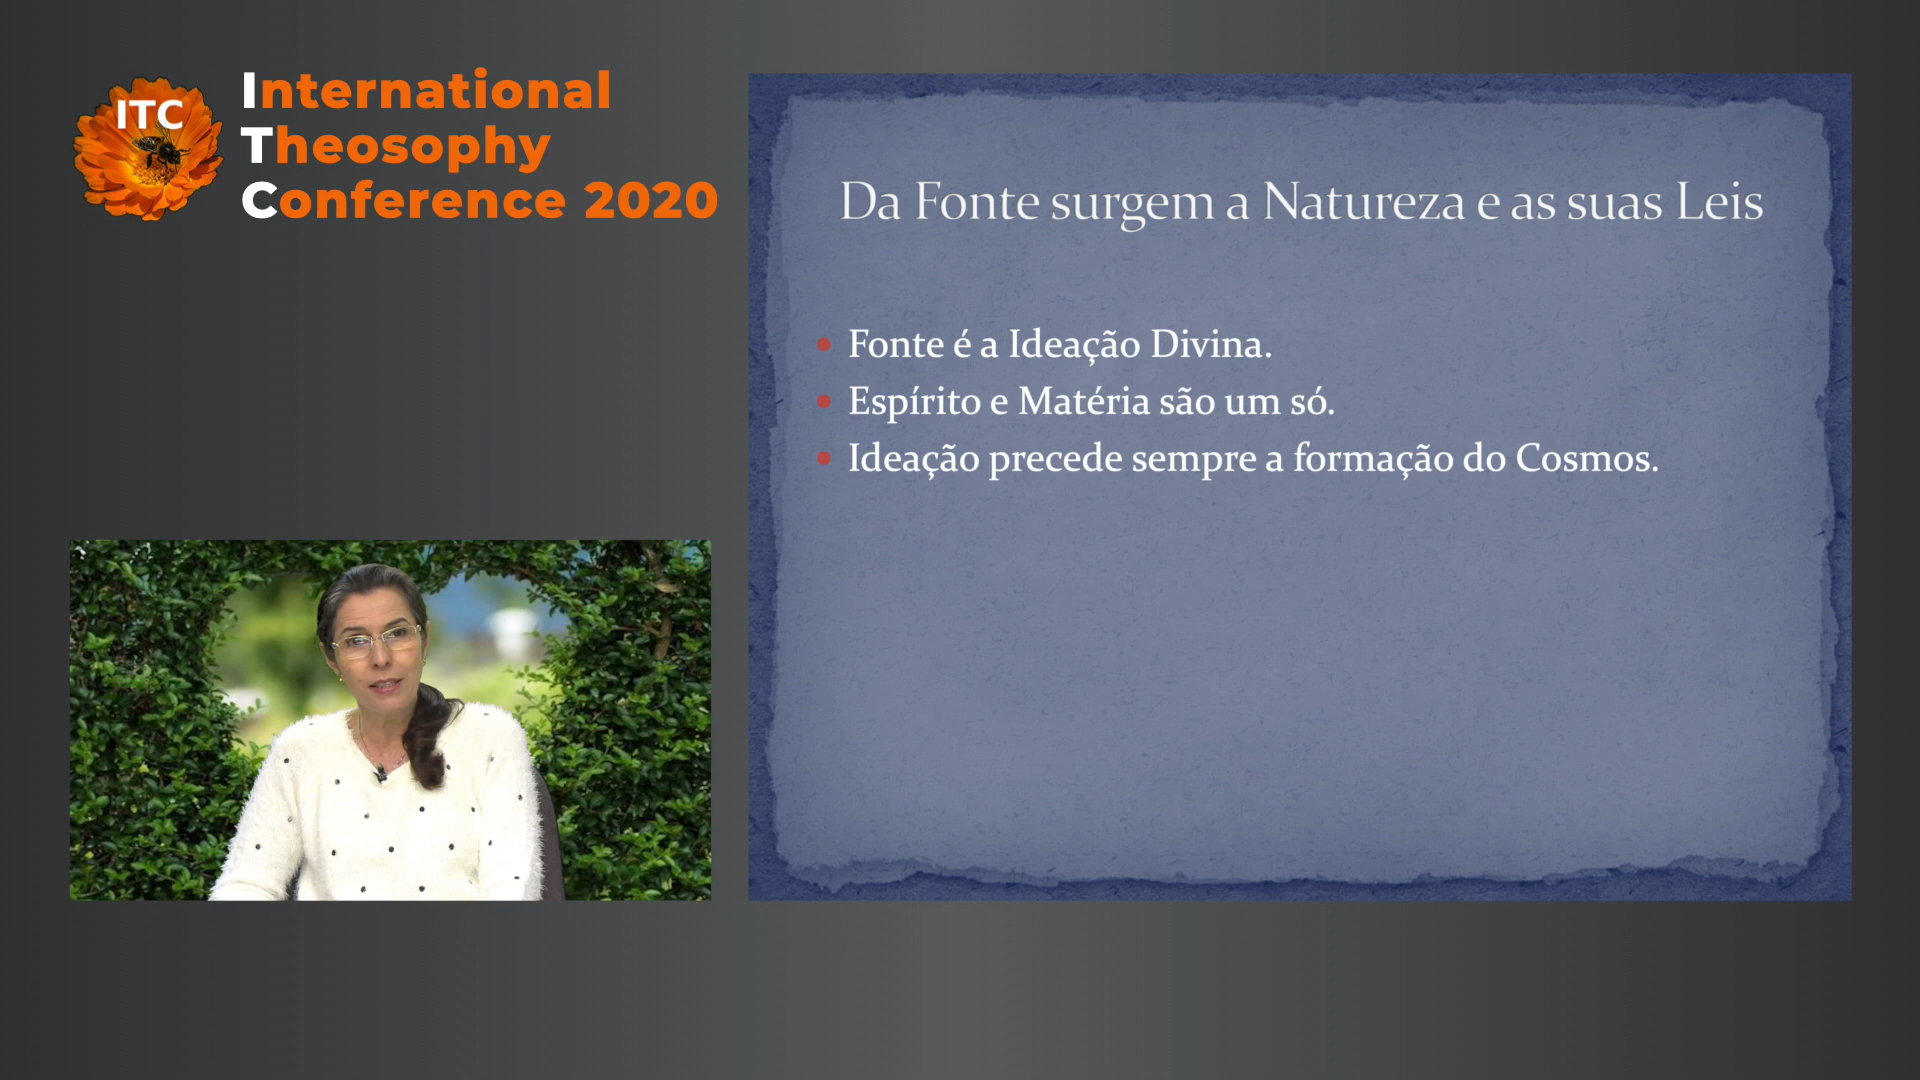 ITC
International
Theosophy
Conference 2020
Da Fonte surgem a Natureza e as suas Leis
Fonte é a Ideação Divina.
Espírito e Matéria são um só.
Ideação precede sempre a formação do Cosmos.